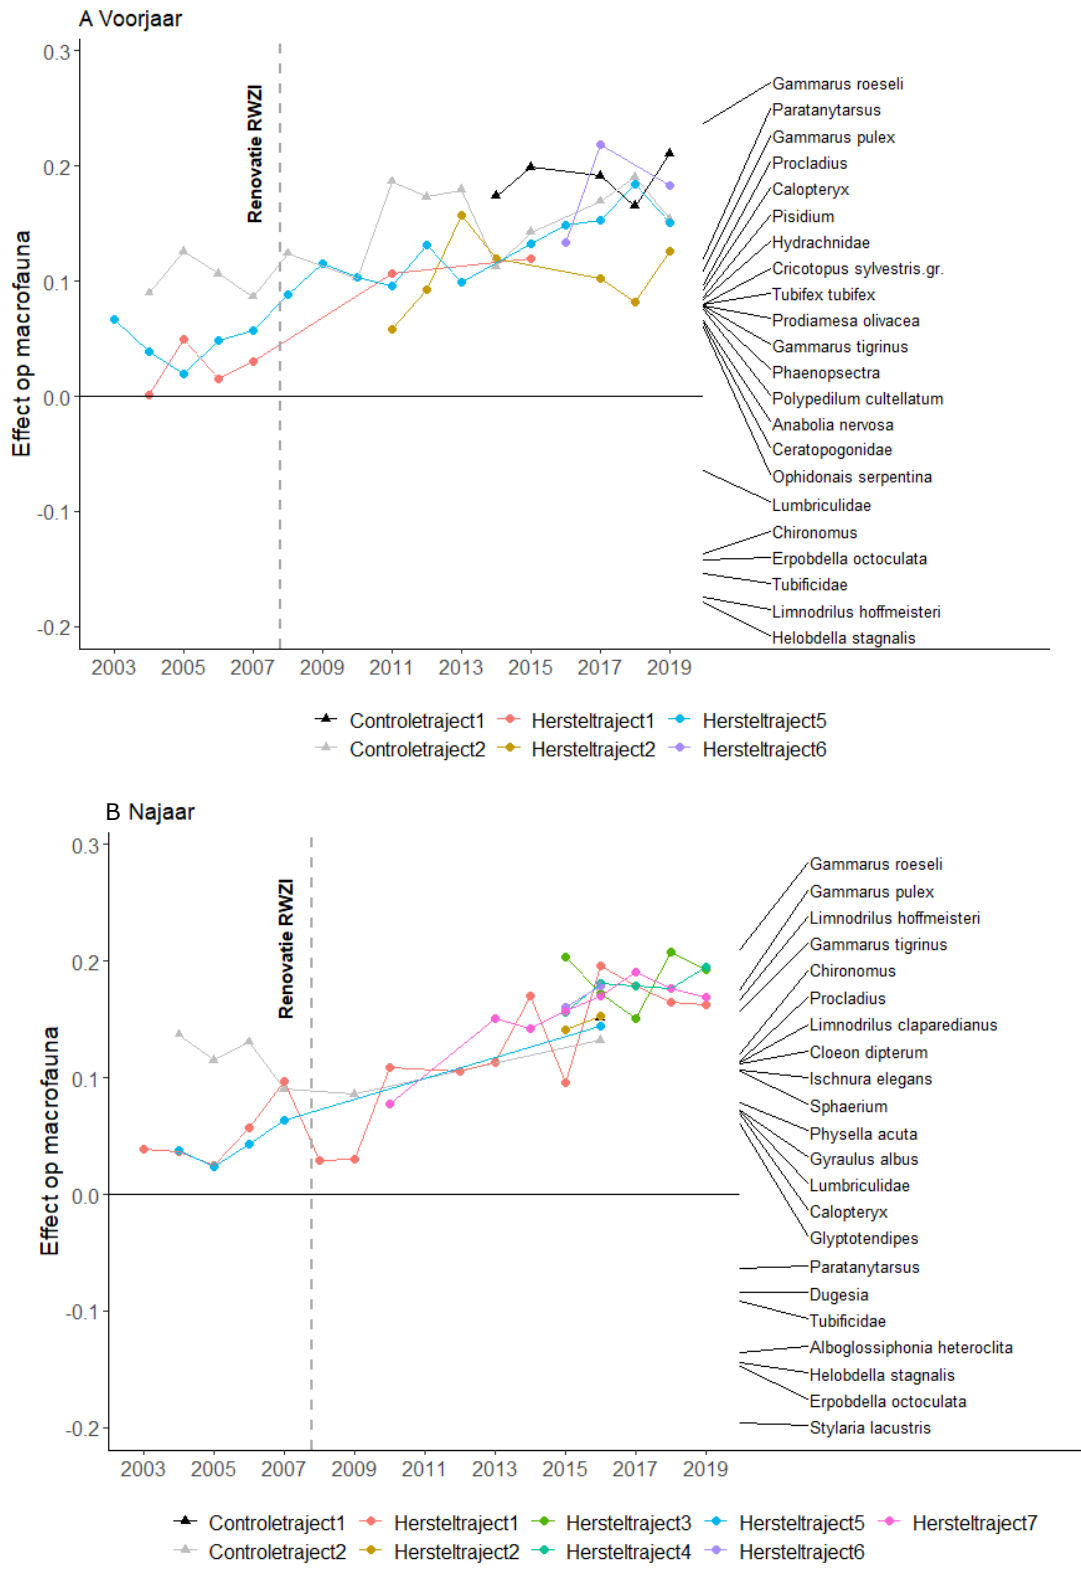 A Voorjaar
Effect op macrofauna
0.3
0.2
0.1
0.0
-0.1
-0.2
Renovatie RWZI
Gammarus roeseli
Paratanytarsus
Gammarus pulex
Procladius
Calopteryx
Pisidium
Hydrachnidae
Cricotopus sylvestris.gr.
Tubifex tubifex
Prodiamesa olivacea
Gammarus tigrinus
Phaenopsectra
Polypedilum cultellatum
Anabolia nervosa
Ceratopogonidae
Ophidonais serpentina
Lumbriculidae
Chironomus
Erpobdella octoculata
Tubificidae
Limnodrilus hoffmeisteri
Helobdella stagnalis
2003 2005 2007 2009 2011 2013 2015 2017 2019
Controletraject1 Hersteltraject1 Hersteltraject5
Controletraject2 Hersteltraject2 Hersteltraject6
B Najaar
Effect op macrofauna
0.3
0.2
0.1
0.0
-0.1
-0.2
Renovatie RWZI
Gammarus roeseli
Gammarus pulex
Limnodrilus hoffmeisteri
Gammarus tigrinus
Chironomus
Procladius
Limnodrilus claparedianus
Cloeon dipterum
Ischnura elegans
Sphaerium
Physella acuta
Gyraulus albus
Lumbriculidae
Calopteryx
Glyptotendipes
Paratanytarsus
Dugesia
Tubificidae
Alboglossiphonia heteroclita
Helobdella stagnalis
Erpobdella octoculata
Stylaria lacustris
2003 2005 2007 2009 2011 2013 2015 2017 2019
Controletraject1 Hersteltraject1 Hersteltraject3 Hersteltraject5 Hersteltraject7
Controletraject2 Hersteltraject2 Hersteltraject4 Hersteltraject6